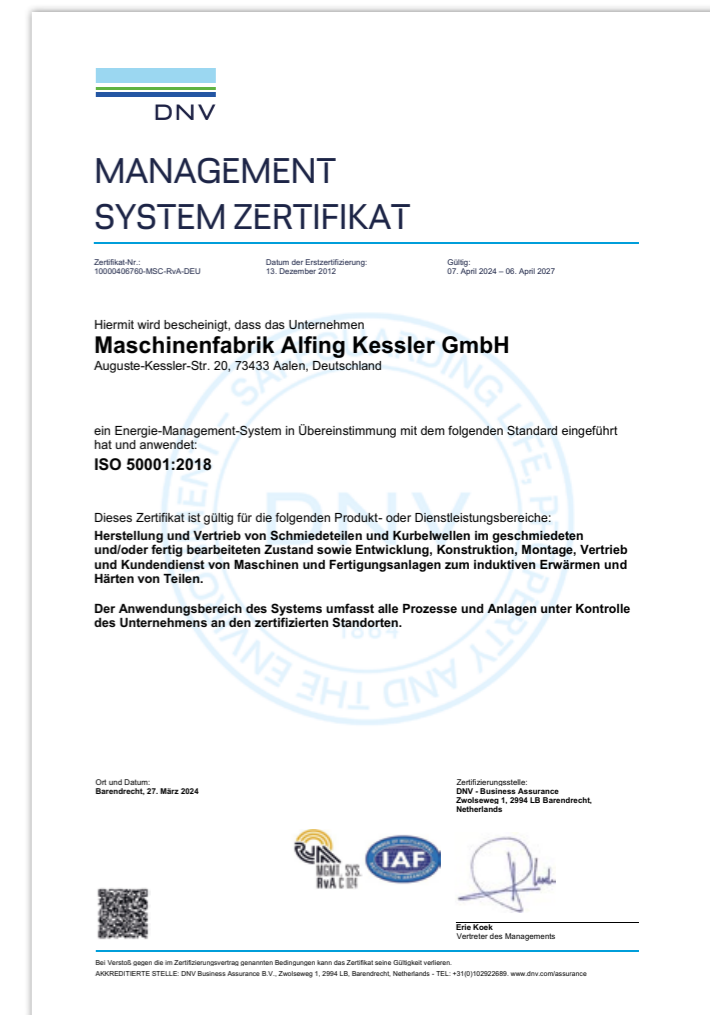 DNV
MANAGEMENT
SYSTEM ZERTIFIKAT
Zertifikat-Nr.:
10000406760-MSC-RvA-DEU
Datum der Erstzertifizierung:
13. Dezember 2012
Gültig:
07. April 2024 – 06. April 2027
Hiermit wird bescheinigt, dass das Unternehmen
Maschinenfabrik Alfing Kessler GmbH
Auguste-Kessler-Str. 20, 73433 Aalen, Deutschland
ein Energie-Management-System in Übereinstimmung mit dem folgenden Standard eingeführt
hat und anwendet:
ISO 50001:2018
Dieses Zertifikat ist gültig für die folgenden Produkt- oder Dienstleistungsbereiche:
Herstellung und Vertrieb von Schmiedeteilen und Kurbelwellen im geschmiedeten
und/oder fertig bearbeiteten Zustand sowie Entwicklung, Konstruktion, Montage, Vertrieb
und Kundendienst von Maschinen und Fertigungsanlagen zum induktiven Erwärmen und
Härten von Teilen.
Der Anwendungsbereich des Systems umfasst alle Prozesse und Anlagen unter Kontrolle
des Unternehmens an den zertifizierten Standorten.
DNV
1864
Ort und Datum:
Barendrecht, 27. März 2024
Zertifizierungsstelle:
DNV - Business Assurance
Zwolseweg 1, 2994 LB Barendrecht,
Netherlands
MGMT. SYS.
RvA C 024
IAF
Erie Koek
Vertreter des Managements
Bei Verstoß gegen die im Zertifizierungsvertrag genannten Bedingungen kann das Zertifikat seine Gültigkeit verlieren.
AKKREDITIERTE STELLE: DNV Business Assurance B.V., Zwolseweg 1, 2994 LB, Barendrecht, Netherlands - TEL: +31(0)102922689. www.dnv.com/assurance